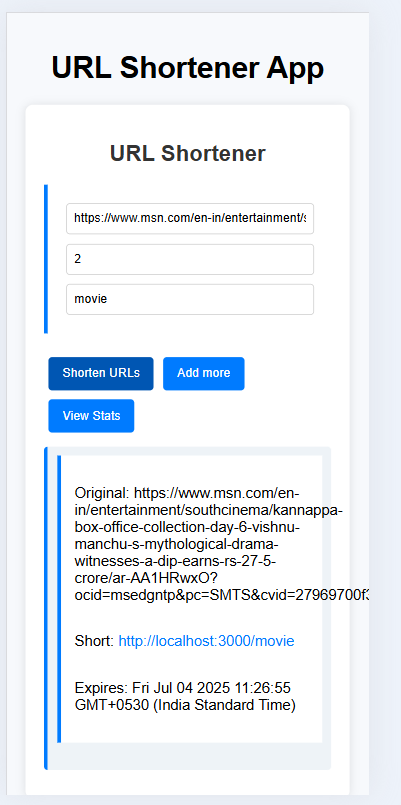 URL Shortener App
URL Shortener
https://www.msn.com/en-in/entertainment/s
2
movie
Shorten URLs
Add more
View Stats
Original: https://www.msn.com/en-
in/entertainment/southcinema/kannappa-
box-office-collection-day-6-vishnu-
manchu-s-mythological-drama-
witnesses-a-dip-earns-rs-27-5-
crore/ar-AA1HRwxO?
ocid=msedgntp&pc=SMTS&cvid=27969700f3
Short: http://localhost:3000/movie
Expires: Fri Jul 04 2025 11:26:55
GMT+0530 (India Standard Time)